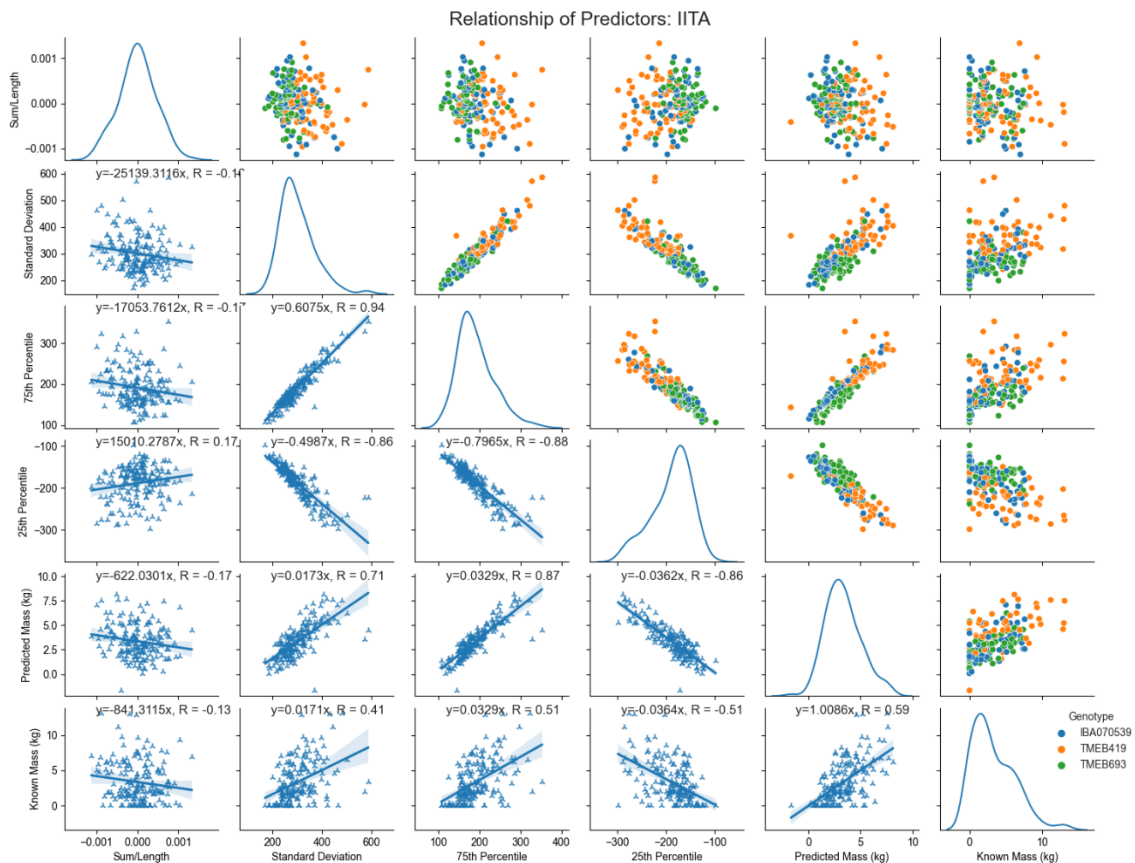 Relationship of Predictors: IITA
Sum/Length
0.001
0.000
−0.001
Standard Deviation
600
500
400
300
200
y=-25139.3116x, R = -0.1
75th Percentile
300
200
100
y=-17053.7612x, R = -0.17
y=0.6075x, R = 0.94
25th Percentile
−100
−200
−300
y=15010.2787x, R = 0.17
y=-0.4987x, R = -0.86
y=-0.7965x, R = -0.88
Predicted Mass (kg)
10.0
7.5
5.0
2.5
0.0
y=-622.0301x, R = -0.17
y=0.0173x, R = 0.71
y=0.0329x, R = 0.87
y=-0.0362x, R = -0.86
Known Mass (kg)
10
5
0
y=-841.3115x, R = -0.13
y=0.0171x, R = 0.41
y=0.0329x, R = 0.51
y=-0.0364x, R = -0.51
y=1.0086x, R = 0.59
Genotype
IBA070539
TMEB419
TMEB693
−0.001 0.000 0.001
200 400 600
100 200 300 400
−300 −200 −100
0 5 10
0 10
Sum/Length
Standard Deviation
75th Percentile
25th Percentile
Predicted Mass (kg)
Known Mass (kg)